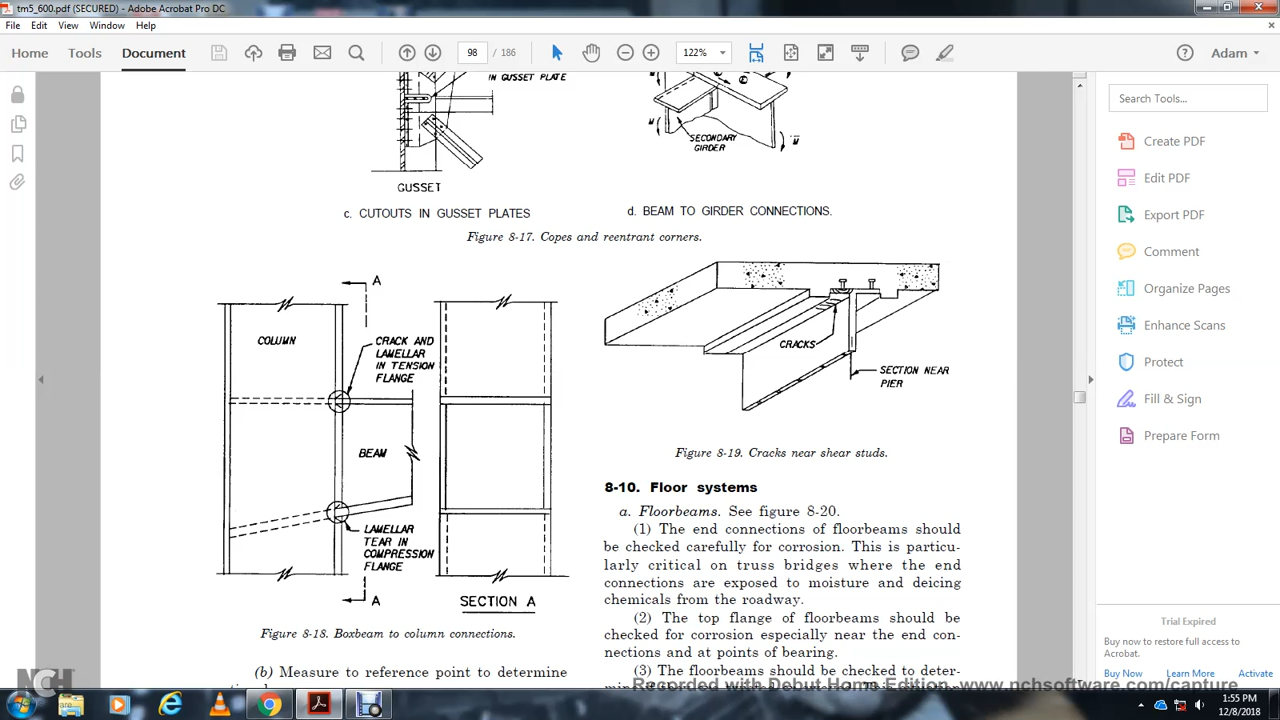 tm5_600.pdf (SECURED) - Adobe Acrobat Pro DC
File Edit View Window Help
Home Tools Document 98 / 186 122% Adam
IN GUSSET PLATE
SECONDARY
GIRDER
M
M
M
GUSSET
c. CUTOUTS IN GUSSET PLATES
d. BEAM TO GIRDER CONNECTIONS.
Figure 8-17. Copes and reentrant corners.
A
COLUMN
CRACK AND
LAMELLAR
IN TENSION
FLANGE
BEAM
LAMELLAR
TEAR IN
COMPRESSION
FLANGE
A
SECTION A
Figure 8-18. Boxbeam to column connections.
(b) Measure to reference point to determine
CRACKS
SECTION NEAR
PIER
Figure 8-19. Cracks near shear studs.
8-10. Floor systems
a. Floorbeams. See figure 8-20.
(1) The end connections of floorbeams should
be checked carefully for corrosion. This is particu-
larly critical on truss bridges where the end
connections are exposed to moisture and deicing
chemicals from the roadway.
(2) The top flange of floorbeams should be
checked for corrosion especially near the end con-
nections and at points of bearing.
(3) The floorbeams should be checked to deter-
Search Tools...
Create PDF
Edit PDF
Export PDF
Comment
Organize Pages
Enhance Scans
Protect
Fill & Sign
Prepare Form
Trial Expired
Buy now to restore full access to
Acrobat.
Buy Now Learn More Activate
NCH
Recorded with Debut Home Edition. www.nchsoftware.com/capture
1:55 PM
12/8/2018